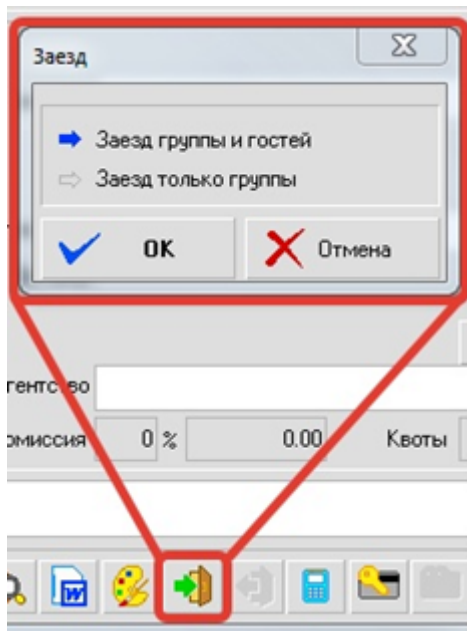 Заезд
Заезд группы и гостей
Заезд только группы
OK
Отмена
гентство
омиссия 0 % 0.00 Квоты